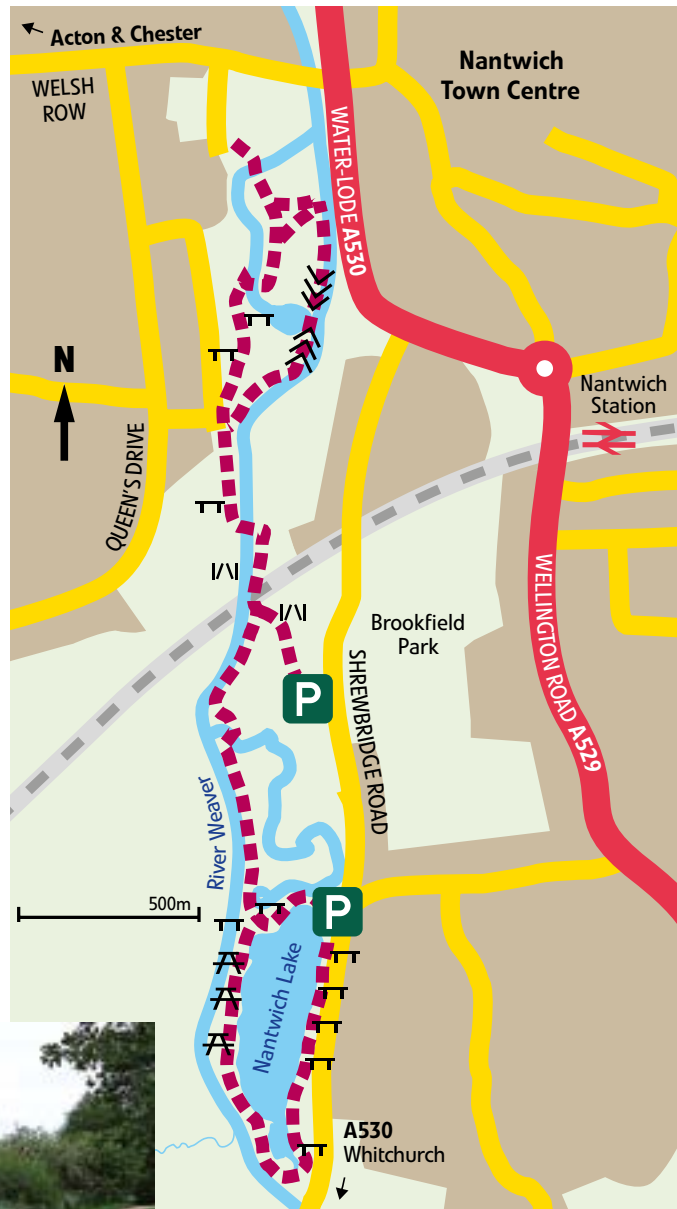 Acton & Chester
WELSH
ROW
Nantwich
Town Centre
WATER-LODE A530
N
Nantwich
Station
QUEEN'S DRIVE
WELLINGTON ROAD A529
Brookfield
Park
P
SHREWBRIDGE ROAD
River Weaver
500m
P
Nantwich Lake
A530
Whitchurch